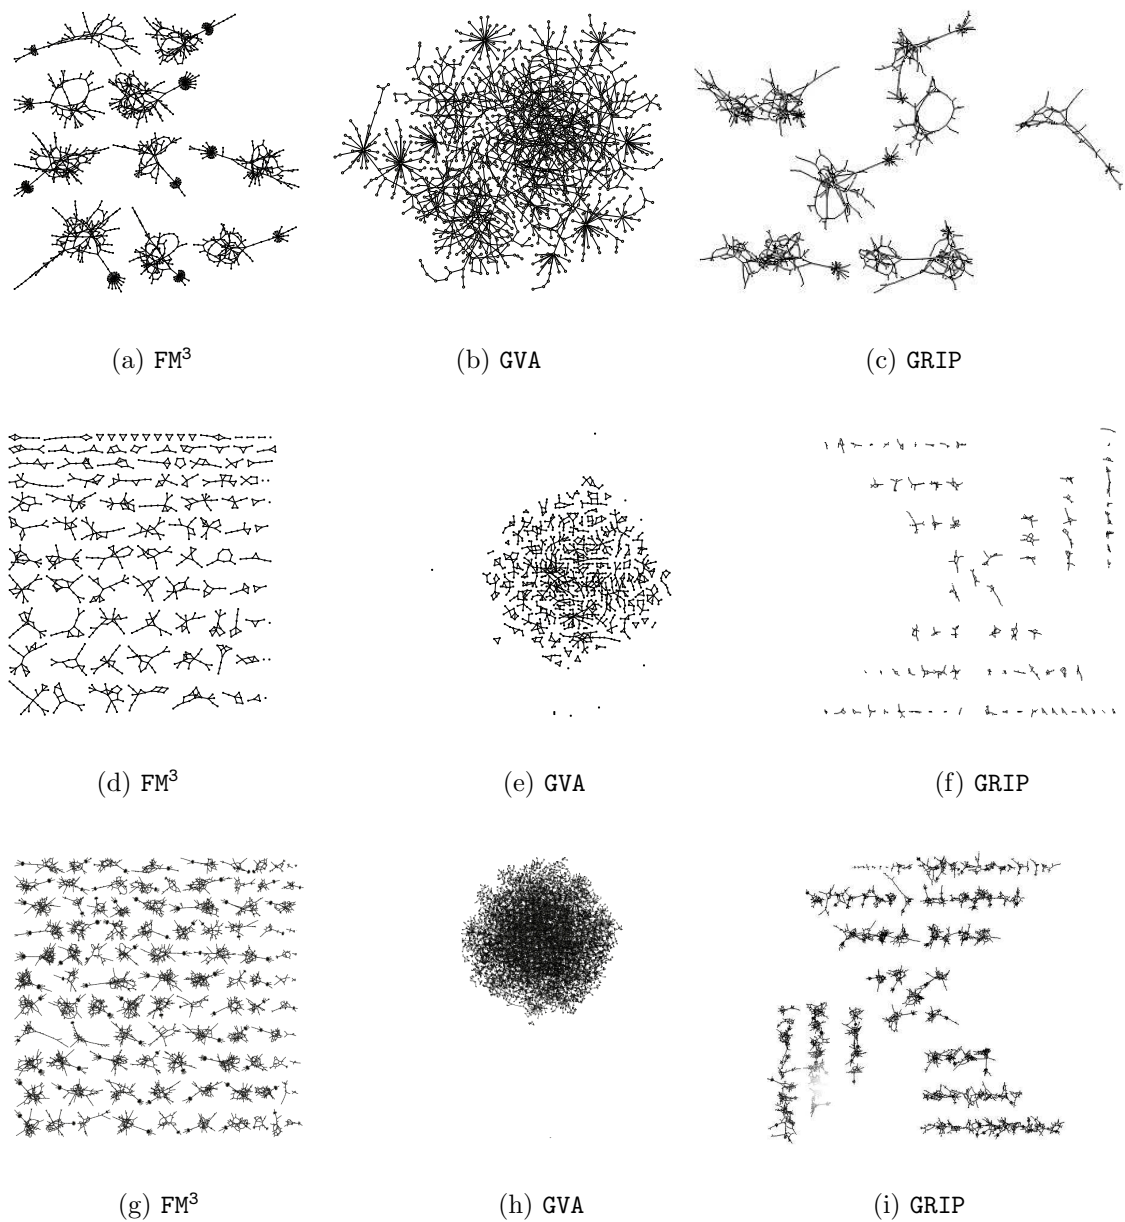 (a) FM³ (b) GVA (c) GRIP
(d) FM³ (e) GVA (f) GRIP
(g) FM³ (h) GVA (i) GRIP